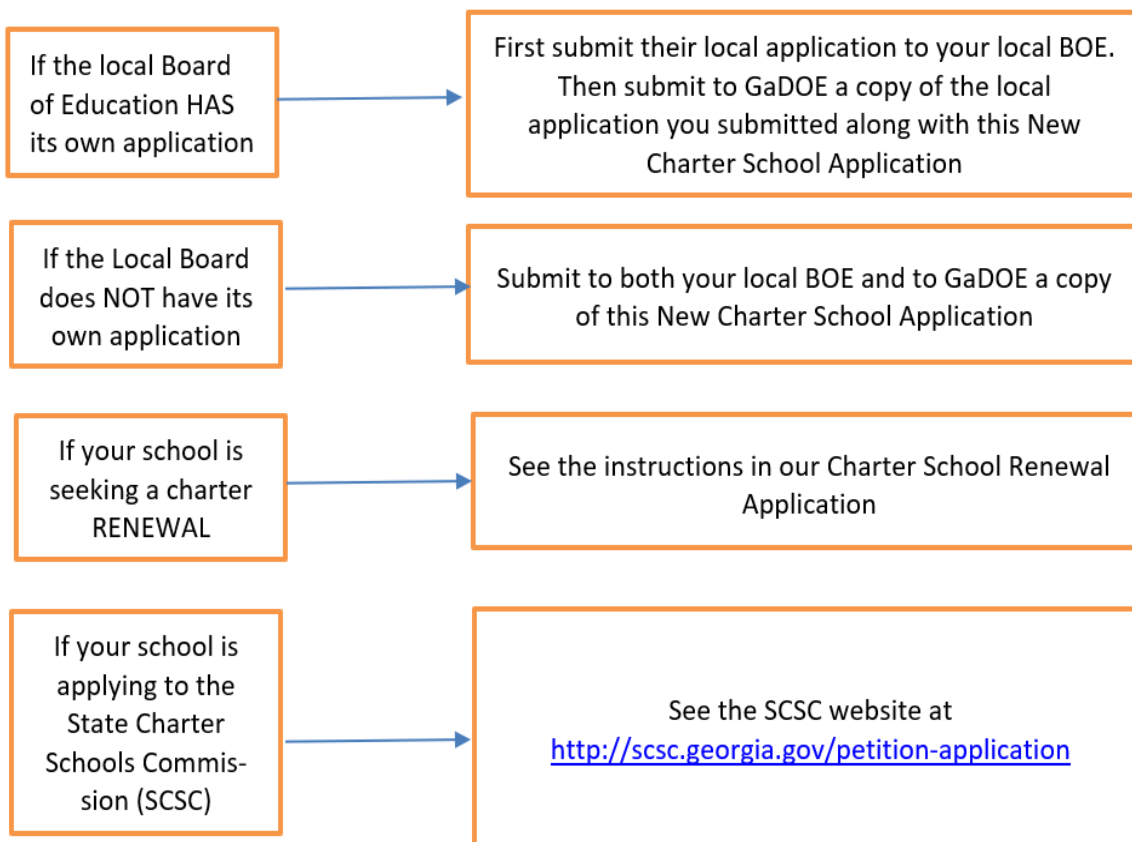 If the local Board
of Education HAS
its own application
First submit their local application to your local BOE.
Then submit to GaDOE a copy of the local
application you submitted along with this New
Charter School Application
If the Local Board
does NOT have its
own application
Submit to both your local BOE and to GaDOE a copy
of this New Charter School Application
If your school is
seeking a charter
RENEWAL
See the instructions in our Charter School Renewal
Application
If your school is
applying to the
State Charter
Schools Commis-
sion (SCSC)
See the SCSC website at
http://scsc.georgia.gov/petition-application